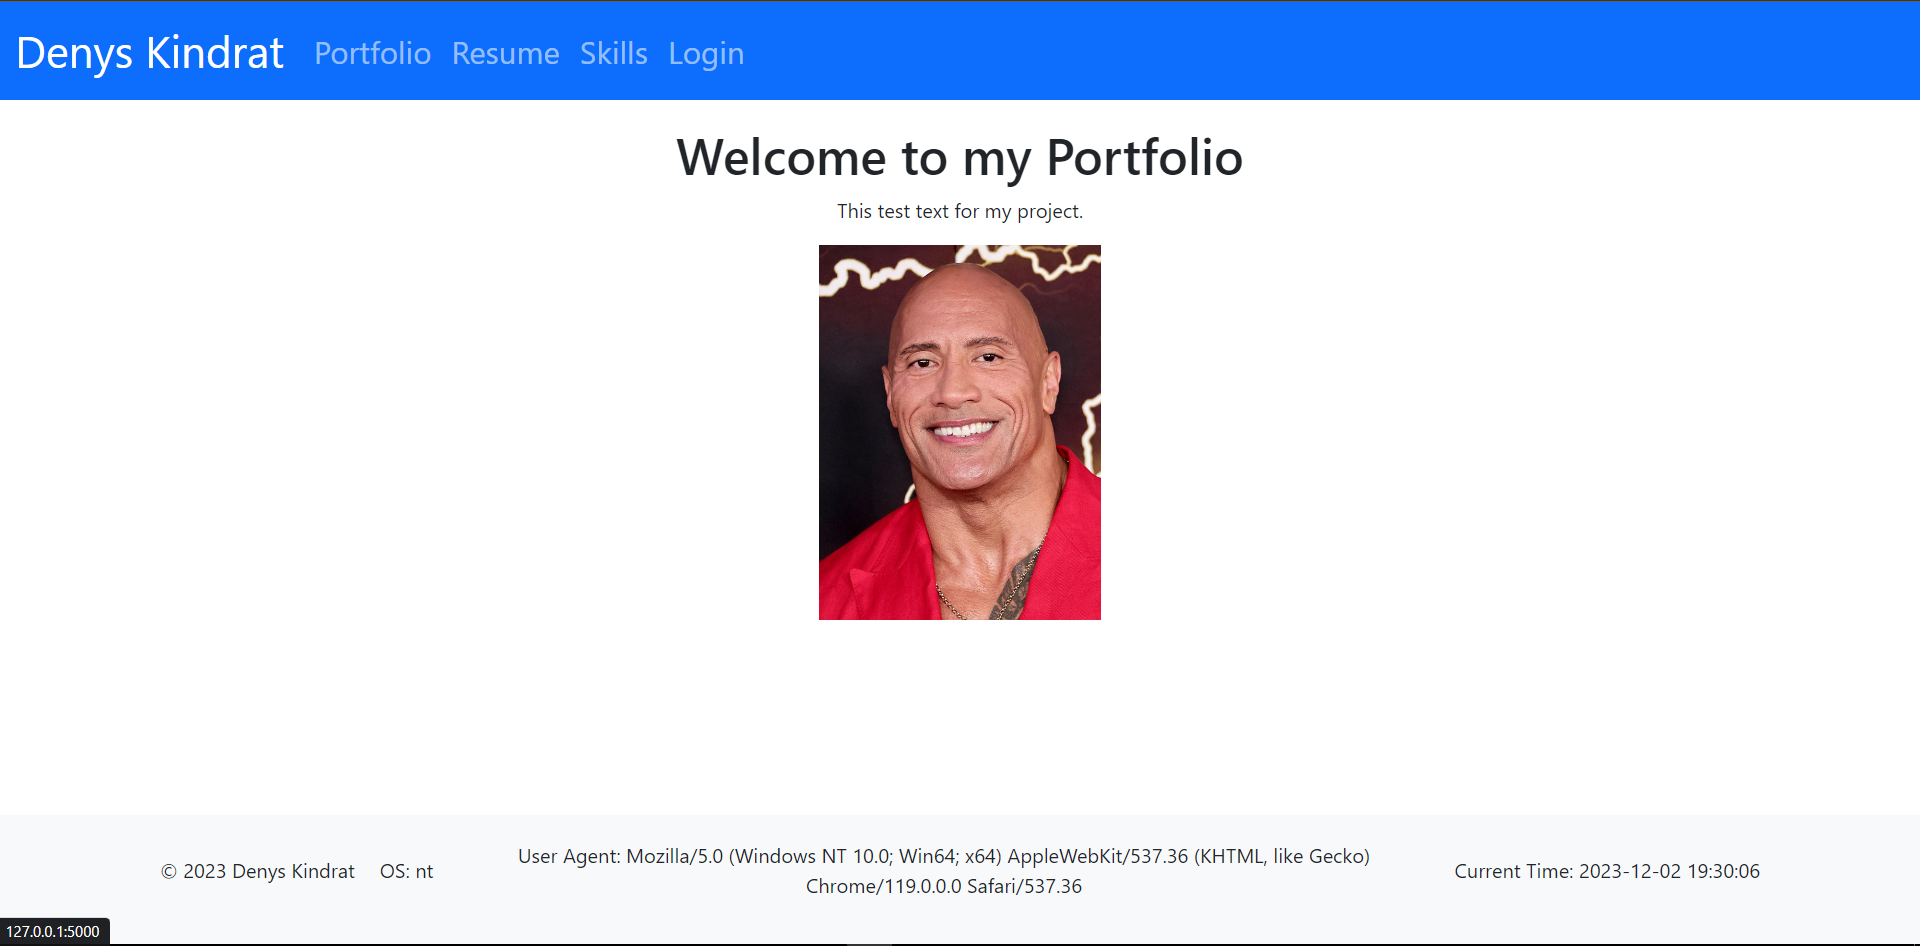 Denys Kindrat Portfolio Resume Skills Login
Welcome to my Portfolio
This test text for my project.
© 2023 Denys Kindrat OS: nt
User Agent: Mozilla/5.0 (Windows NT 10.0; Win64; x64) AppleWebKit/537.36 (KHTML, like Gecko)
Chrome/119.0.0.0 Safari/537.36
Current Time: 2023-12-02 19:30:06
127.0.0.1:5000